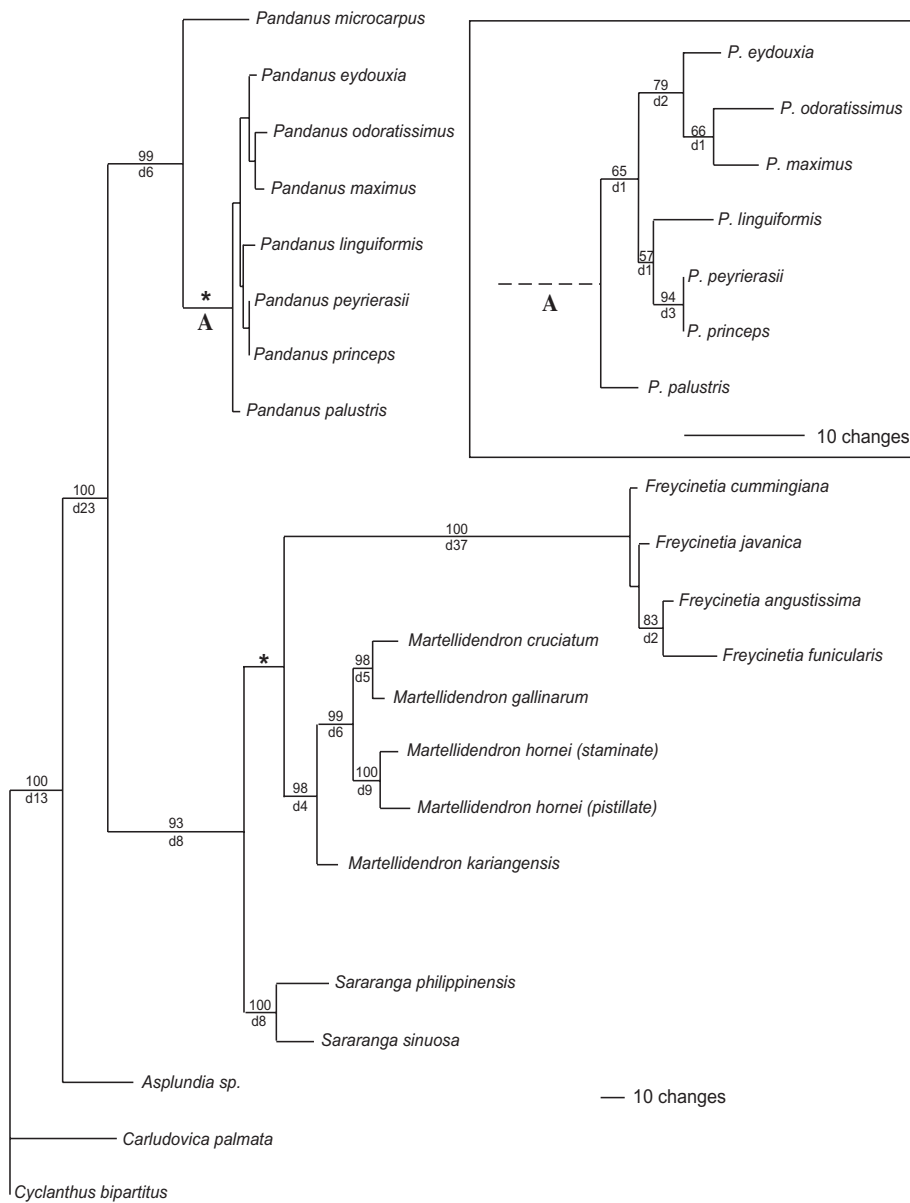 Pandanus microcarpus
Pandanus eydouxia
Pandanus odoratissimus
99
d6
Pandanus maximus
Pandanus linguiformis
*
A
Pandanus peyrierasii
Pandanus princeps
Pandanus palustris
P. eydouxia
79
d2
P. odoratissimus
66
d1
P. maximus
65
d1
P. linguiformis
57
d1
P. peyrierasii
94
d3
A
P. princeps
P. palustris
10 changes
100
d23
Freycinetia cummingiana
100
d37
Freycinetia javanica
Freycinetia angustissima
83
d2
Freycinetia funicularis
*
Martellidendron cruciatum
98
d5
Martellidendron gallinarum
99
d6
Martellidendron hornei (staminate)
100
d9
98
d4
Martellidendron hornei (pistillate)
100
d13
93
d8
Martellidendron kariangensis
Sararanga philippinensis
100
d8
Sararanga sinuosa
Asplundia sp.
10 changes
Carludovica palmata
Cyclanthus bipartitus